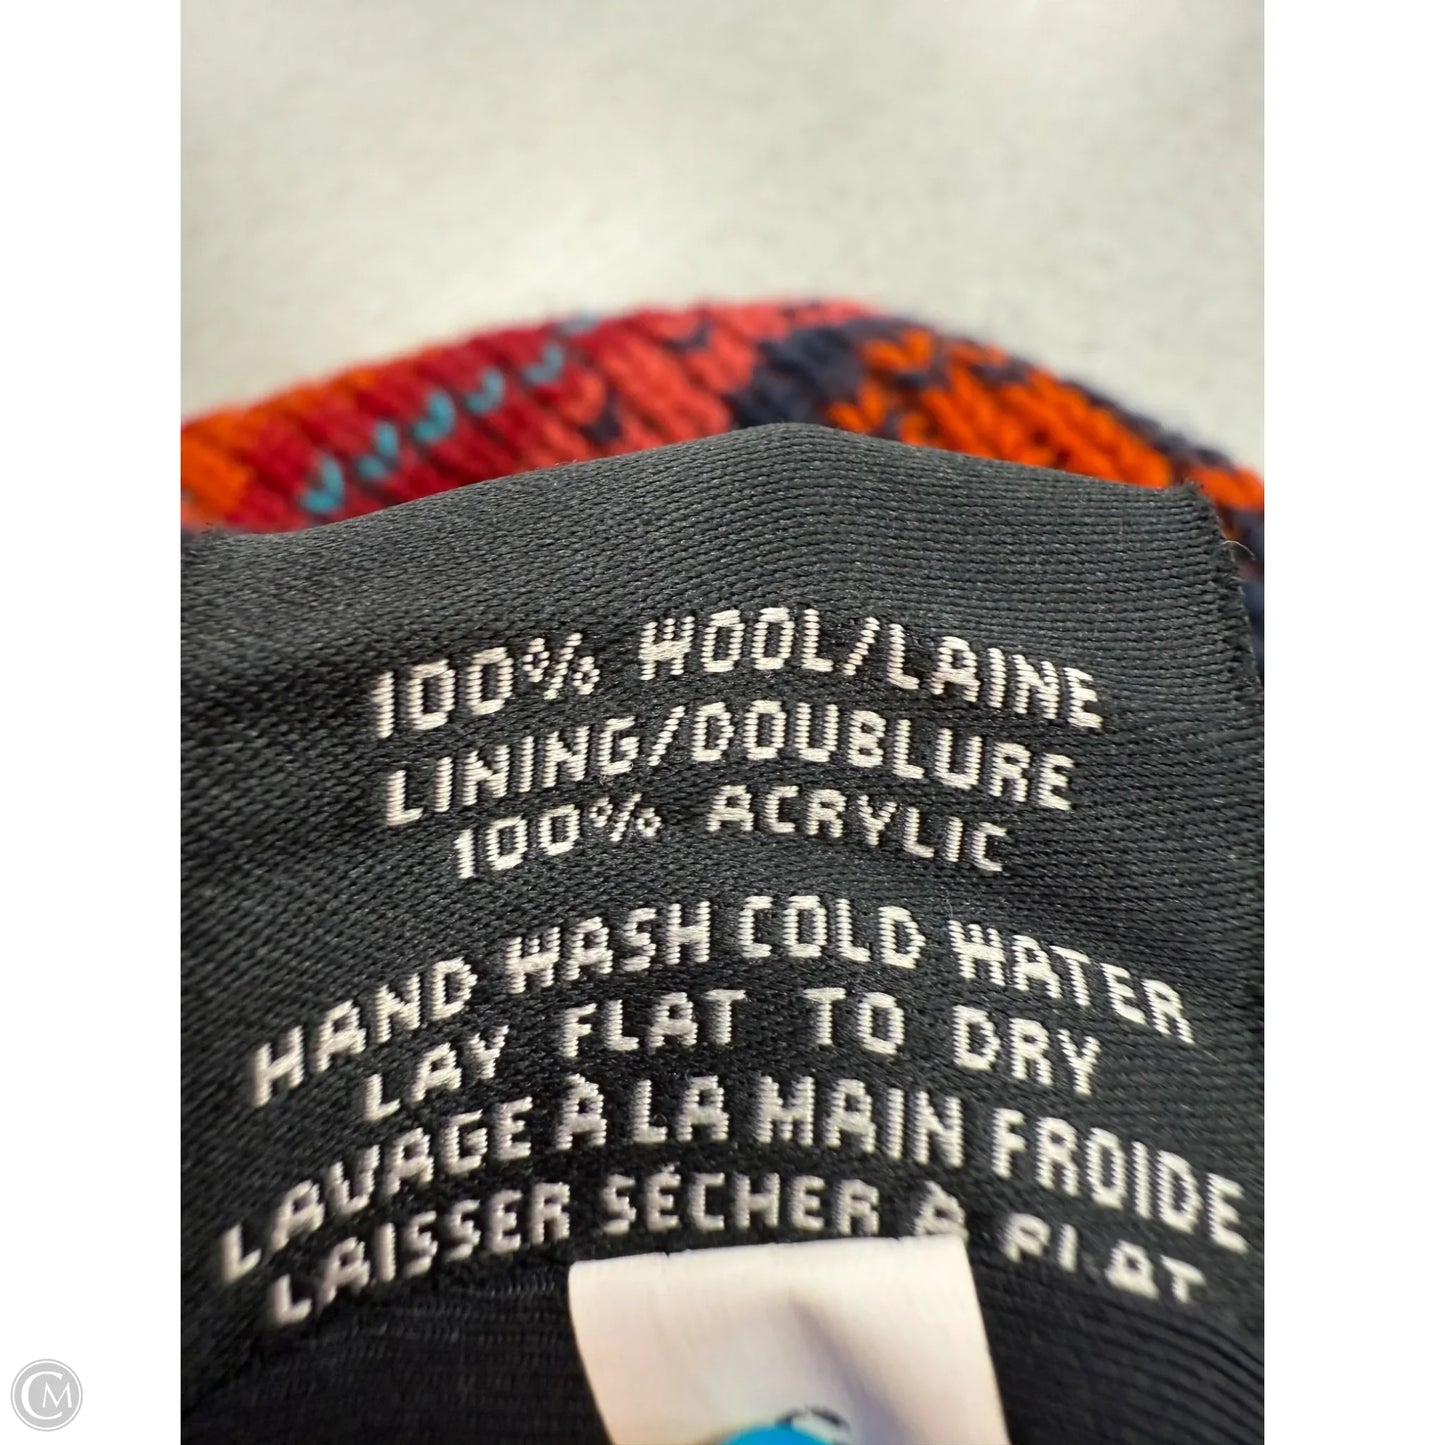 100% WOOL/LAINE
LINING/DOUBLURE
100% ACRYLIC
HAND WASH COLD WATER
LAY FLAT TO DRY
LAVAGE À LA MAIN FROIDE
LAISSER SÉCHER À PLAT
CM